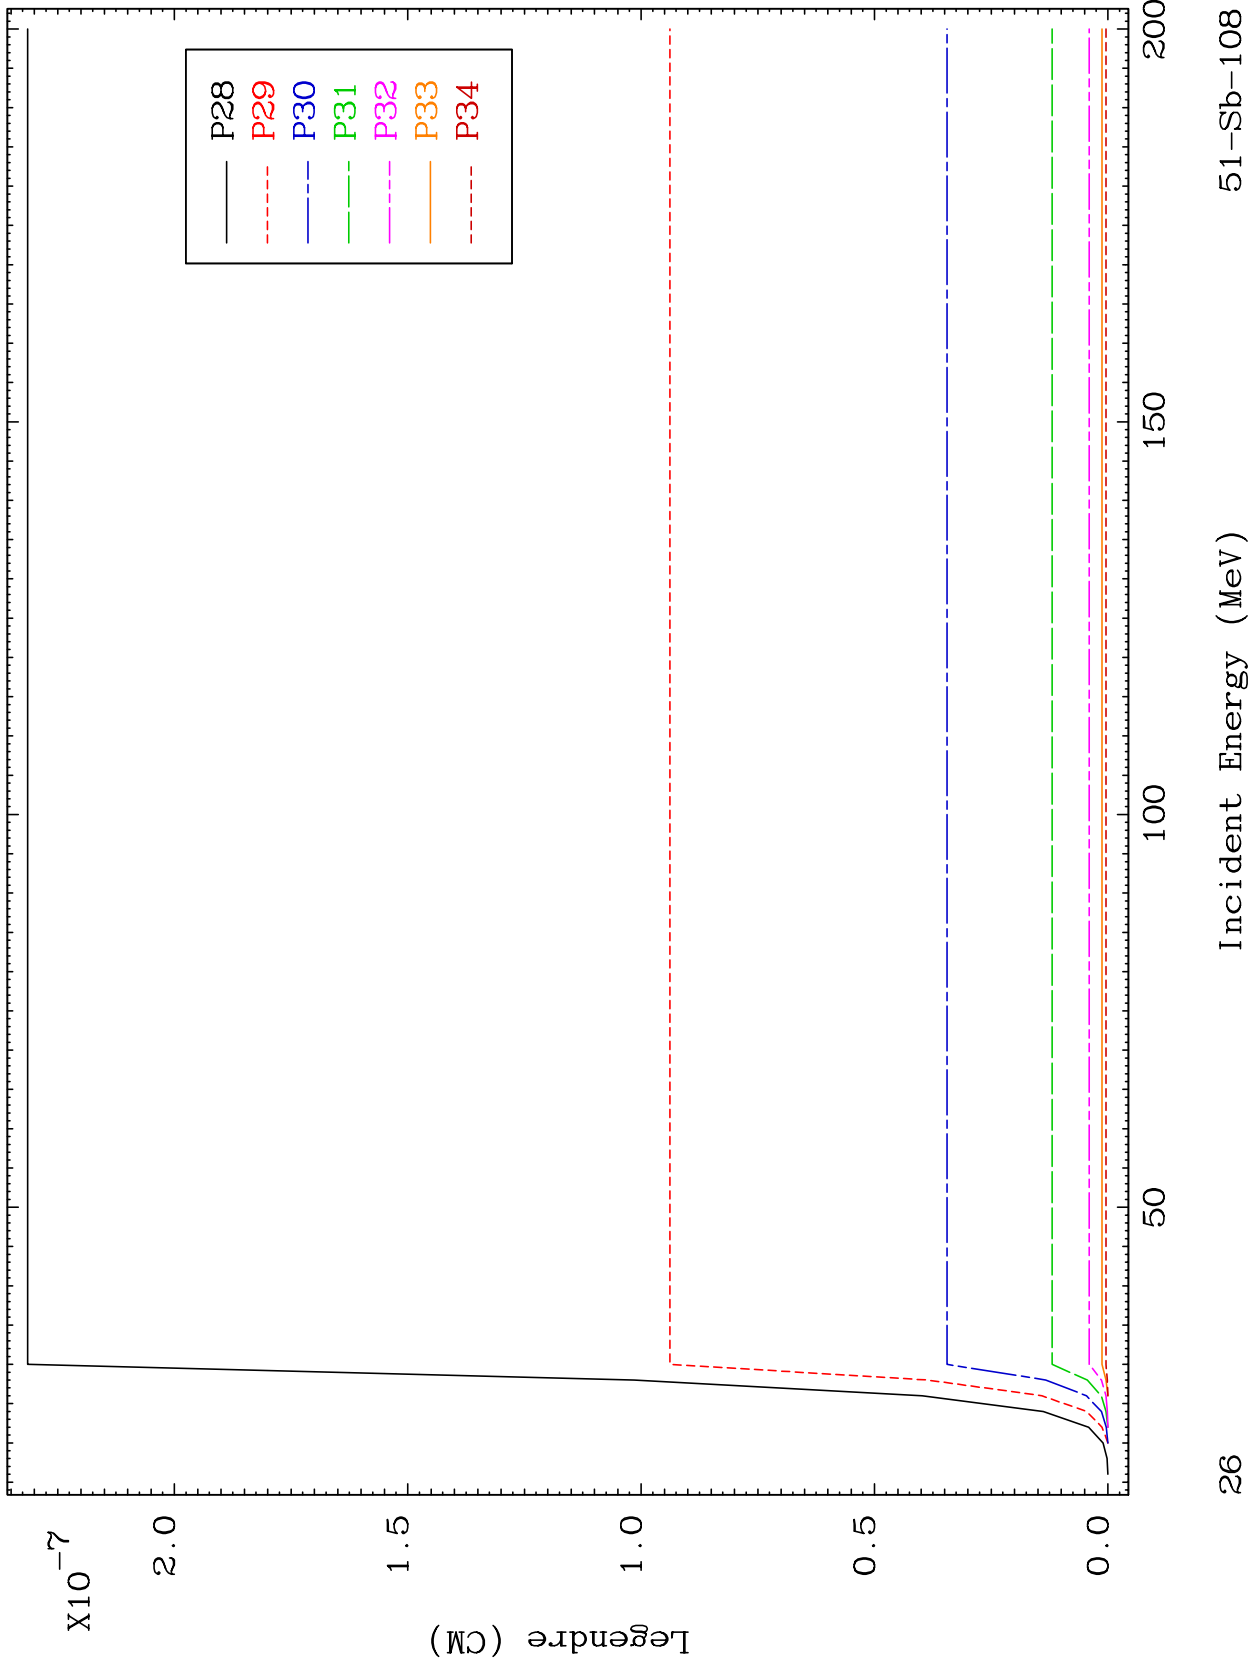 X10-7
2.0
1.5
1.0
0.5
0.0
Legendre (CM)
P28
P29
P30
P31
P32
P33
P34
50
100
150
200
Incident Energy (MeV)
26
51-Sb-108